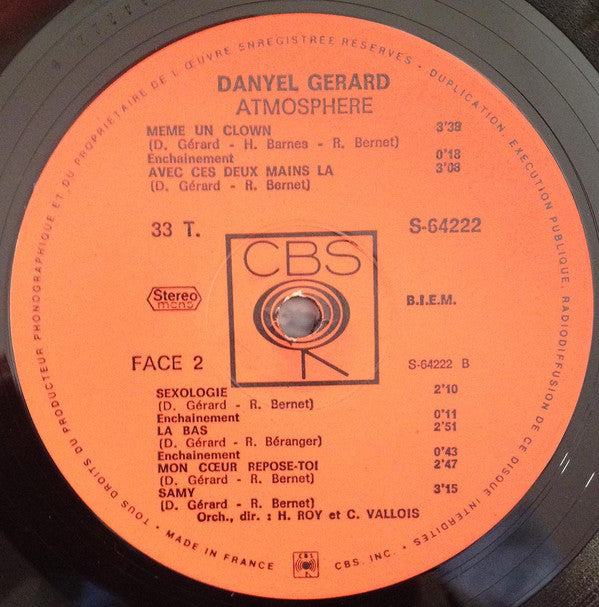 TOUS DROITS DU PRODUCTEUR PHONOGRAPHIQUE ET DU PROPRIETAIRE DE L'ŒUVRE ENREGISTREE RESERVES - DUPLICATION, EXECUTION PUBLIQUE, RADIODIFFUSION DE CE DISQUE INTERDITES •
DANYEL GERARD
ATMOSPHERE
MEME UN CLOWN 3'39
(D. Gérard - H. Barnes - R. Bernet)
Enchainement 0'18
AVEC CES DEUX MAINS LA 3'08
(D. Gérard - R. Bernet)
33 T. S-64222
CBS
Stereo B.I.E.M.
mono
FACE 2 S-64222 B
SEXOLOGIE 2'10
(D. Gérard - R. Bernet)
Enchainement 0'11
LA BAS 2'51
(D. Gérard - R. Béranger)
Enchainement 0'43
MON CŒUR REPOSE-TOI 2'47
(D. Gérard - R. Bernet)
SAMY 3'15
(D. Gérard - R. Bernet)
Orch., dir. : H. ROY et C. VALLOIS
• MADE IN FRANCE CBS CBS. INC. •